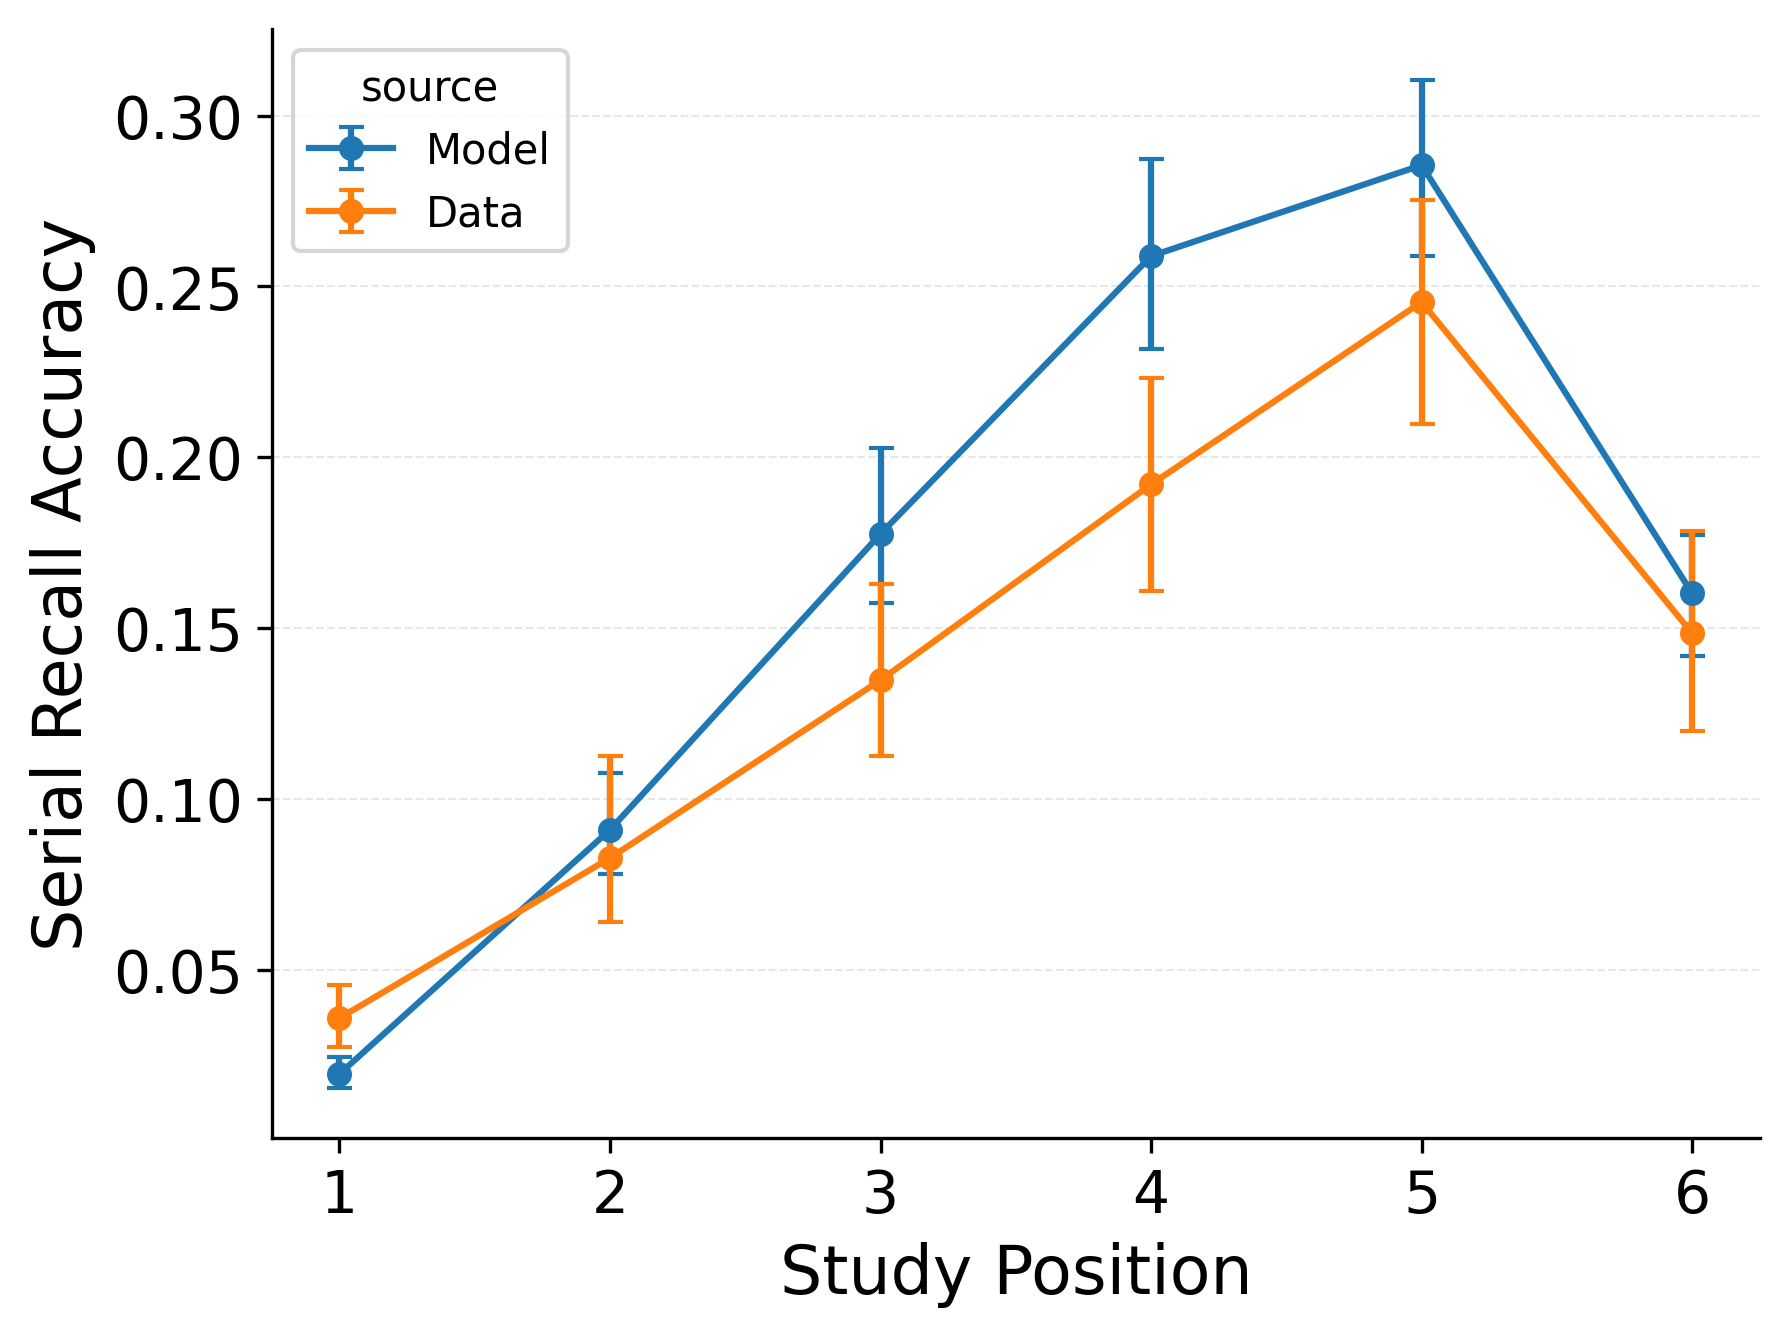 source
Model
Data
Serial Recall Accuracy
0.30
0.25
0.20
0.15
0.10
0.05
1 2 3 4 5 6
Study Position